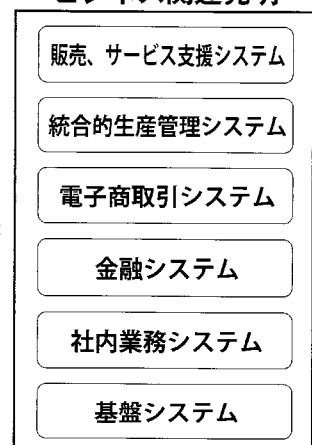 販売、サービス支援システム
統合的生産管理システム
電子商取引システム
金融システム
社内業務システム
基盤システム